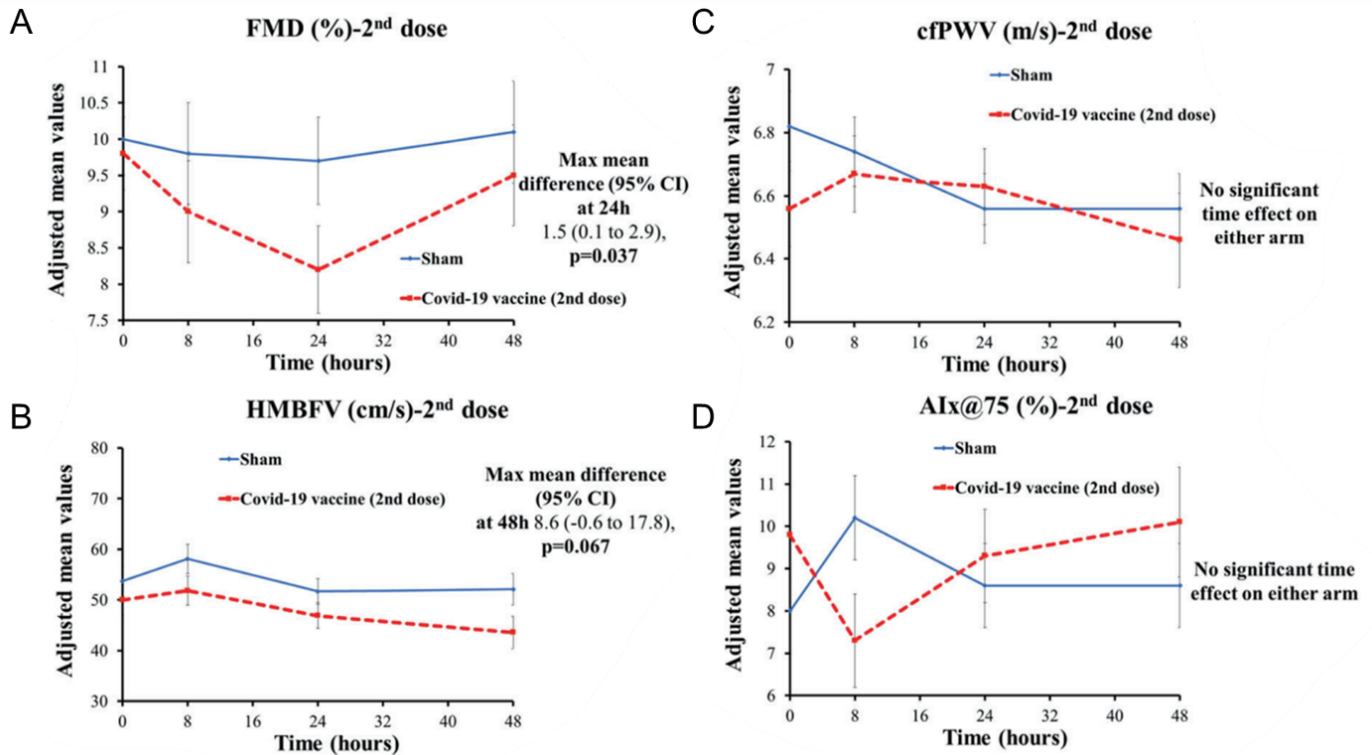 A
FMD (%)-2nd dose
Adjusted mean values
11
10.5
10
9.5
9
8.5
8
7.5
0 8 16 24 32 40 48
Time (hours)
Max mean
difference (95% CI)
at 24h
1.5 (0.1 to 2.9),
p=0.037
Sham
Covid-19 vaccine (2nd dose)
B
HMBFV (cm/s)-2nd dose
Adjusted mean values
80
70
60
50
40
30
0 8 16 24 32 40 48
Time (hours)
Sham
Covid-19 vaccine (2nd dose)
Max mean difference
(95% CI)
at 48h 8.6 (-0.6 to 17.8),
p=0.067
C
cfPWV (m/s)-2nd dose
Adjusted mean values
7
6.8
6.6
6.4
6.2
0 8 16 24 32 40 48
Time (hours)
Sham
Covid-19 vaccine (2nd dose)
No significant
time effect on
either arm
D
AIx@75 (%)-2nd dose
Adjusted mean values
12
11
10
9
8
7
6
0 8 16 24 32 40 48
Time (hours)
Sham
Covid-19 vaccine (2nd dose)
No significant time
effect on either arm